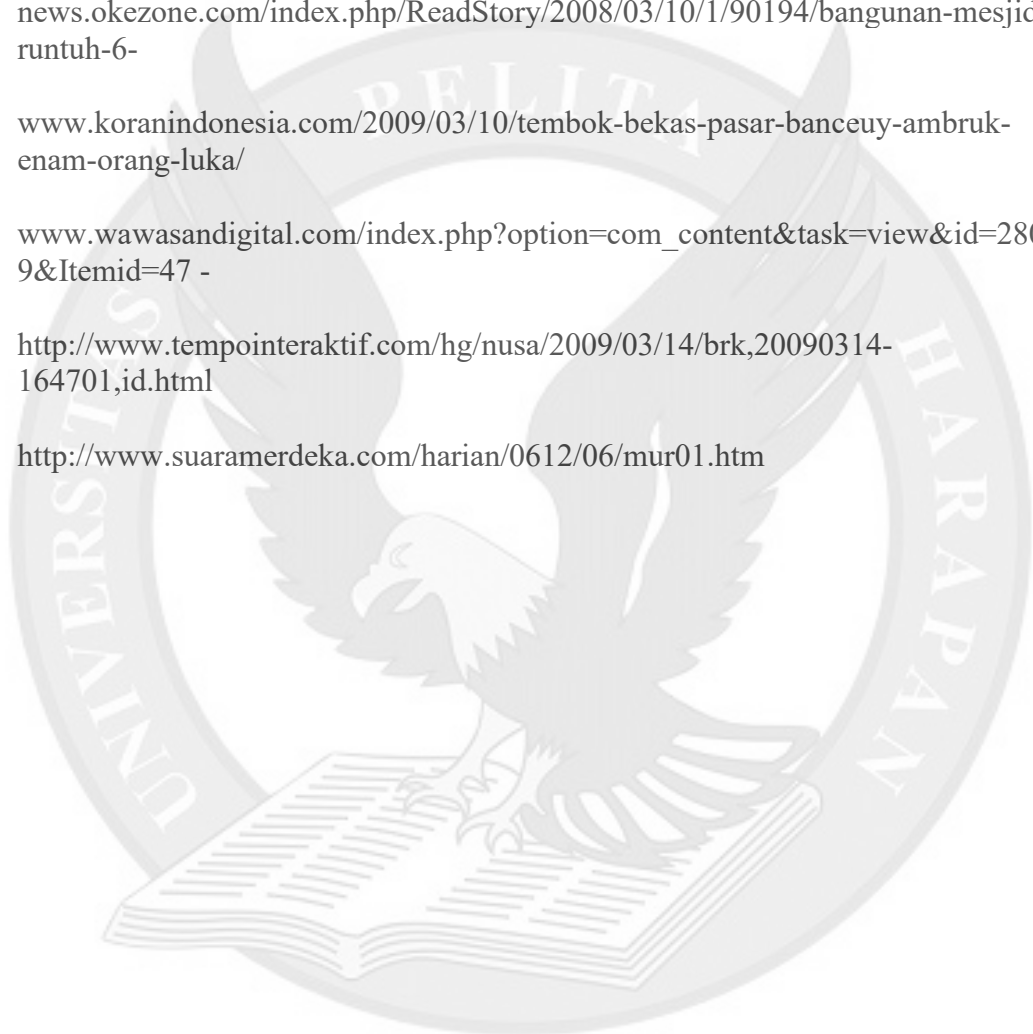 news.okezone.com/index.php/ReadStory/2008/03/10/1/90194/bangunan-mesjid
runtuh-6-
www.koranindonesia.com/2009/03/10/tembok-bekas-pasar-banceuy-ambruk-
enam-orang-luka/
www.wawasandigital.com/index.php?option=com_content&task=view&id=280
9&Itemid=47 -
http://www.tempointeraktif.com/hg/nusa/2009/03/14/brk,20090314-
164701,id.html
http://www.suaramerdeka.com/harian/0612/06/mur01.htm
UNIVERSITAS PELITA HARAPAN